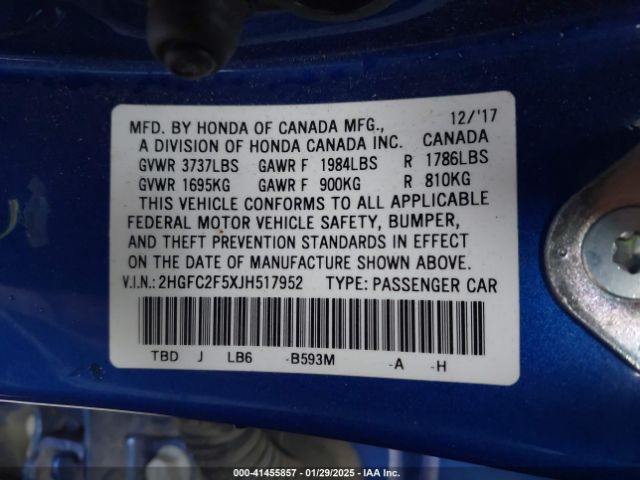 MFD. BY HONDA OF CANADA MFG., 12/'17
A DIVISION OF HONDA CANADA INC. CANADA
GVWR 3737LBS GAWR F 1984LBS R 1786LBS
GVWR 1695KG GAWR F 900KG R 810KG
THIS VEHICLE CONFORMS TO ALL APPLICABLE
FEDERAL MOTOR VEHICLE SAFETY, BUMPER,
AND THEFT PREVENTION STANDARDS IN EFFECT
ON THE DATE OF MANUFACTURE SHOWN ABOVE.
V.I.N.: 2HGFC2F5XJH517952 TYPE: PASSENGER CAR
TBD J LB6 -B593M -A -H
000-41455857 | 01/29/2025 | IAA Inc.